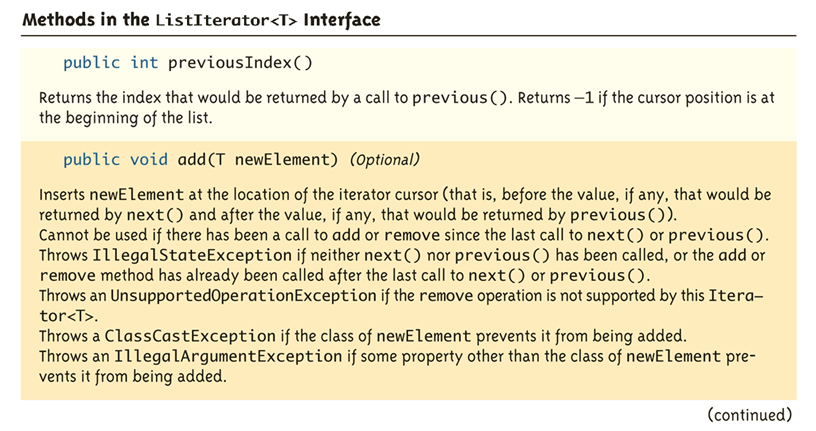 Methods in the ListIterator<T> Interface
public int previousIndex()
Returns the index that would be returned by a call to previous(). Returns –1 if the cursor position is at
the beginning of the list.
public void add(T newElement) (Optional)
Inserts newElement at the location of the iterator cursor (that is, before the value, if any, that would be
returned by next() and after the value, if any, that would be returned by previous()).
Cannot be used if there has been a call to add or remove since the last call to next() or previous().
Throws IllegalStateException if neither next() nor previous() has been called, or the add or
remove method has already been called after the last call to next() or previous().
Throws an UnsupportedOperationException if the remove operation is not supported by this Itera–
tor<T>.
Throws a ClassCastException if the class of newElement prevents it from being added.
Throws an IllegalArgumentException if some property other than the class of newElement pre-
vents it from being added.
(continued)